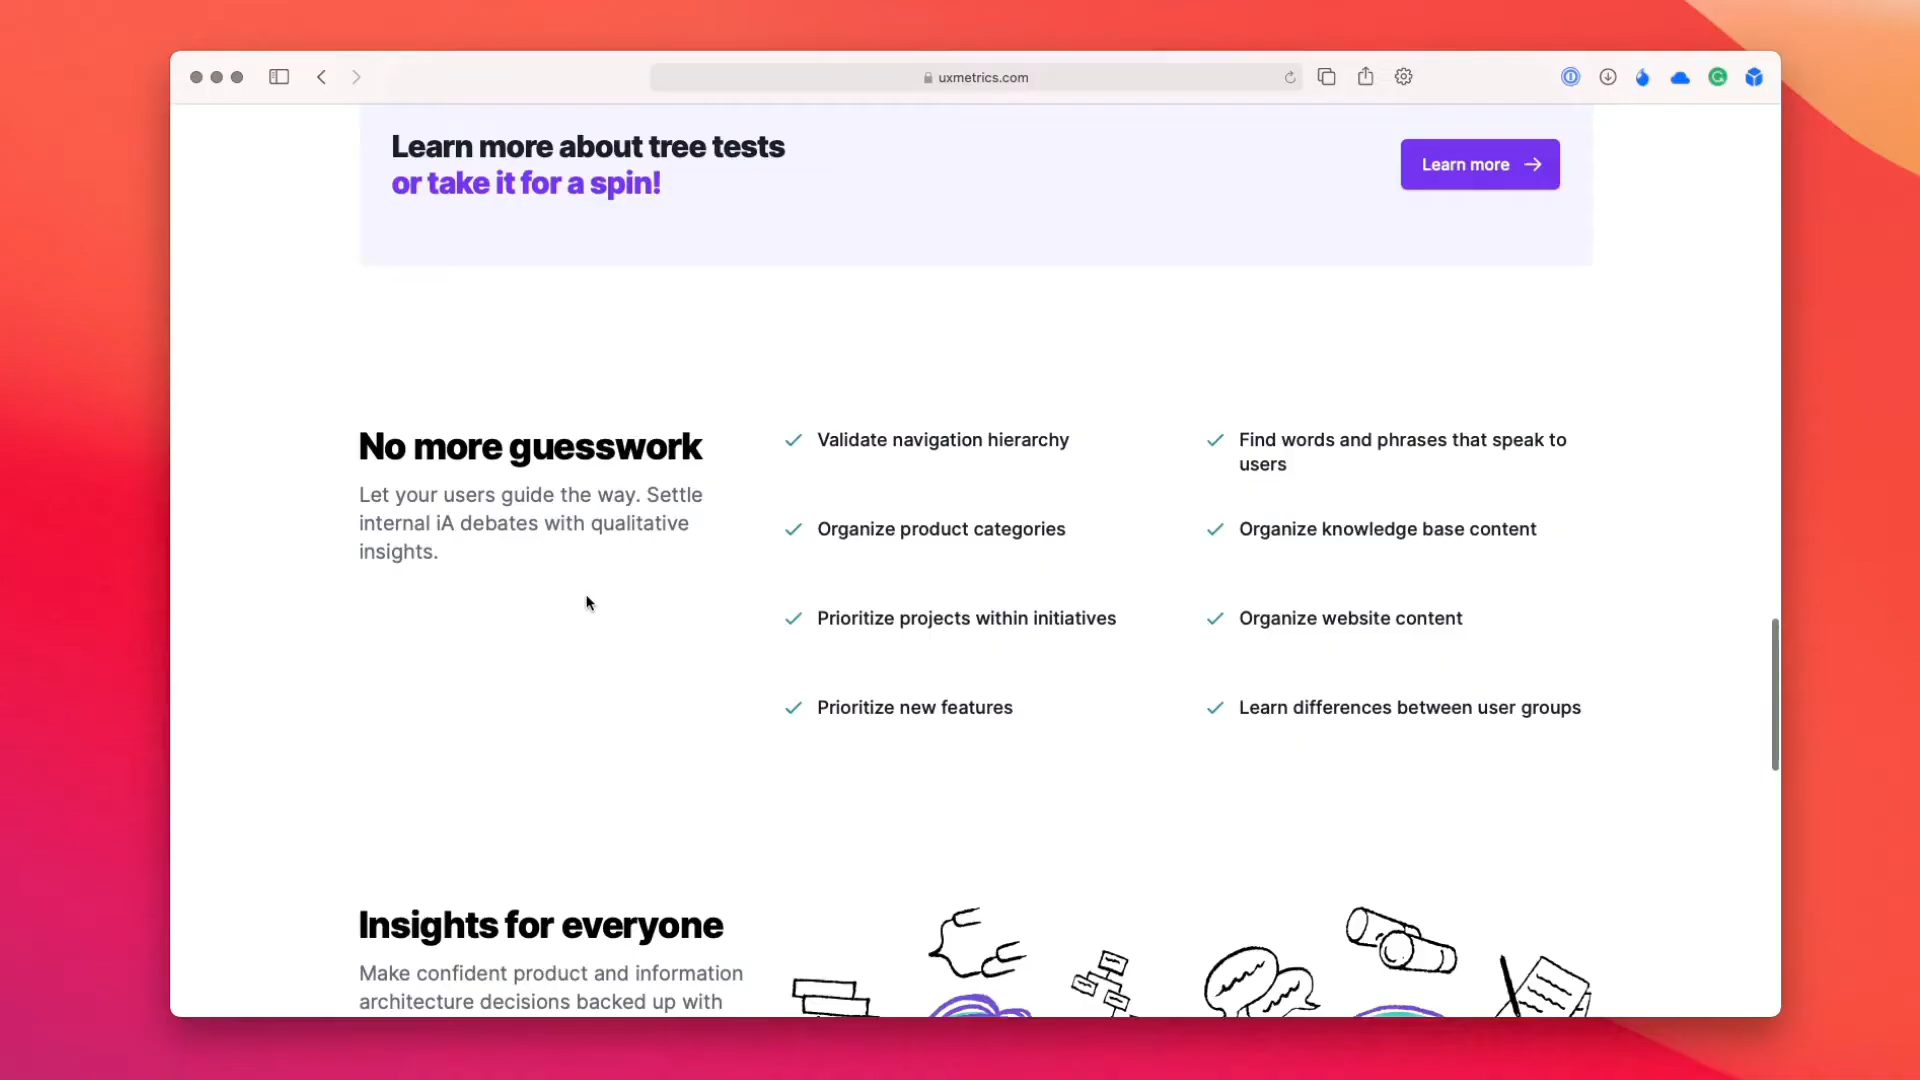 uxmetrics.com
Learn more about tree tests
or take it for a spin!
Learn more
No more guesswork
Let your users guide the way. Settle
internal iA debates with qualitative
insights.
Validate navigation hierarchy
Find words and phrases that speak to
users
Organize product categories
Organize knowledge base content
Prioritize projects within initiatives
Organize website content
Prioritize new features
Learn differences between user groups
Insights for everyone
Make confident product and information
architecture decisions backed up with